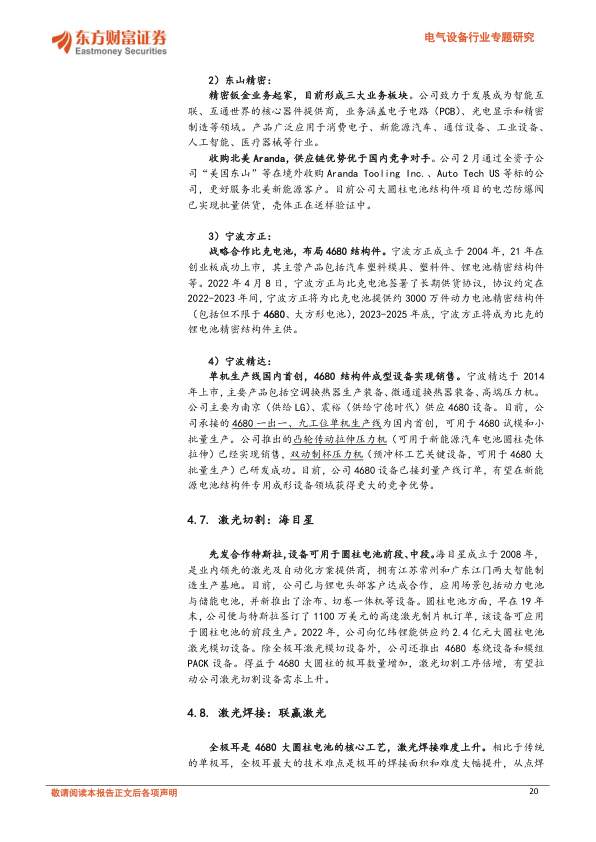 东方财富证券
Eastmoney Securities
电气设备行业专题研究
2）东山精密：
精密钣金业务起家，目前形成三大业务板块。公司致力于发展成为智能互
联、互通世界的核心器件提供商，业务涵盖电子电路（PCB）、光电显示和精密
制造等领域。产品广泛应用于消费电子、新能源汽车、通信设备、工业设备、
人工智能、医疗器械等行业。
收购北美 Aranda，供应链优势优于国内竞争对手。公司 2 月通过全资子公
司“美国东山”等在境外收购 Aranda Tooling Inc.、Auto Tech US 等标的公
司，更好服务北美新能源客户。目前公司大圆柱电池结构件项目的电芯防爆阀
已实现批量供货，壳体正在送样验证中。
3）宁波方正：
战略合作比克电池，布局 4680 结构件。宁波方正成立于 2004 年，21 年在
创业板成功上市，其主营产品包括汽车塑料模具、塑料件、锂电池精密结构件
等。2022 年 4 月 8 日，宁波方正与比克电池签署了长期供货协议，协议约定在
2022-2023 年间，宁波方正将为比克电池提供约 3000 万件动力电池精密结构件
（包括但不限于 4680、大方形电池），2023-2025 年底，宁波方正将成为比克的
锂电池精密结构件主供。
4）宁波精达：
单机生产线国内首创，4680 结构件成型设备实现销售。宁波精达于 2014
年上市，主要产品包括空调换热器生产装备、微通道换热器装备、高端压力机。
公司主要为南京（供给 LG）、震裕（供给宁德时代）供应 4680 设备。目前，公
司承接的 4680 一出一、九工位单机生产线为国内首创，可用于 4680 试模和小
批量生产。公司推出的凸轮传动拉伸压力机（可用于新能源汽车电池圆柱壳体
拉伸）已经实现销售，双动制杯压力机（预冲杯工艺关键设备，可用于 4680 大
批量生产）已研发成功。目前，公司 4680 设备已接到量产线订单，有望在新能
源电池结构件专用成形设备领域获得更大的竞争优势。
4.7. 激光切割：海目星
先发合作特斯拉，设备可用于圆柱电池前段、中段。海目星成立于 2008 年，
是业内领先的激光及自动化方案提供商，拥有江苏常州和广东江门两大智能制
造生产基地。目前，公司已与锂电头部客户达成合作，应用场景包括动力电池
与储能电池，并新推出了涂布、切卷一体机等设备。圆柱电池方面，早在 19 年
末，公司便与特斯拉签订了 1100 万美元的高速激光制片机订单，该设备可应用
于圆柱电池的前段生产。2022 年，公司向亿纬锂能供应约 2.4 亿元大圆柱电池
激光模切设备。除全极耳激光模切设备外，公司还推出 4680 卷绕设备和模组
PACK 设备。得益于 4680 大圆柱的极耳数量增加，激光切割工序倍增，有望拉
动公司激光切割设备需求上升。
4.8. 激光焊接：联赢激光
全极耳是 4680 大圆柱电池的核心工艺，激光焊接难度上升。相比于传统
的单极耳，全极耳最大的技术难点是极耳的焊接面积和难度大幅提升，从点焊
敬请阅读本报告正文后各项声明
20